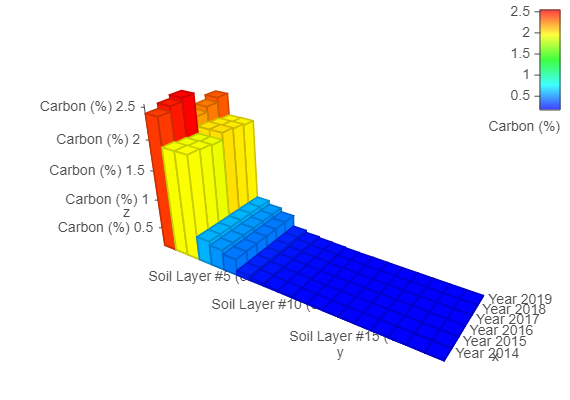 2.5
2
1.5
1
0.5
Carbon (%)
Carbon (%) 2.5
Carbon (%) 2
Carbon (%) 1.5
Carbon (%) 1
z
Carbon (%) 0.5
Soil Layer #5 (
Soil Layer #10 (
Soil Layer #15 (
y
Year 2019
Year 2018
Year 2017
Year 2016
Year 2015
Year 2014
x